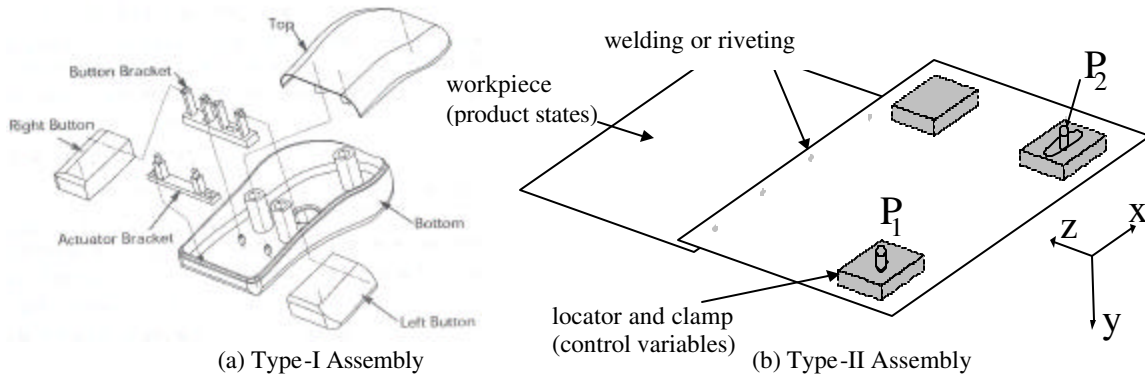 Top
Button Bracket
Right Button
Actuator Bracket
Bottom
Left Button
(a) Type-I Assembly
welding or riveting
workpiece
(product states)
P2
P1
x
z
y
locator and clamp
(control variables)
(b) Type-II Assembly